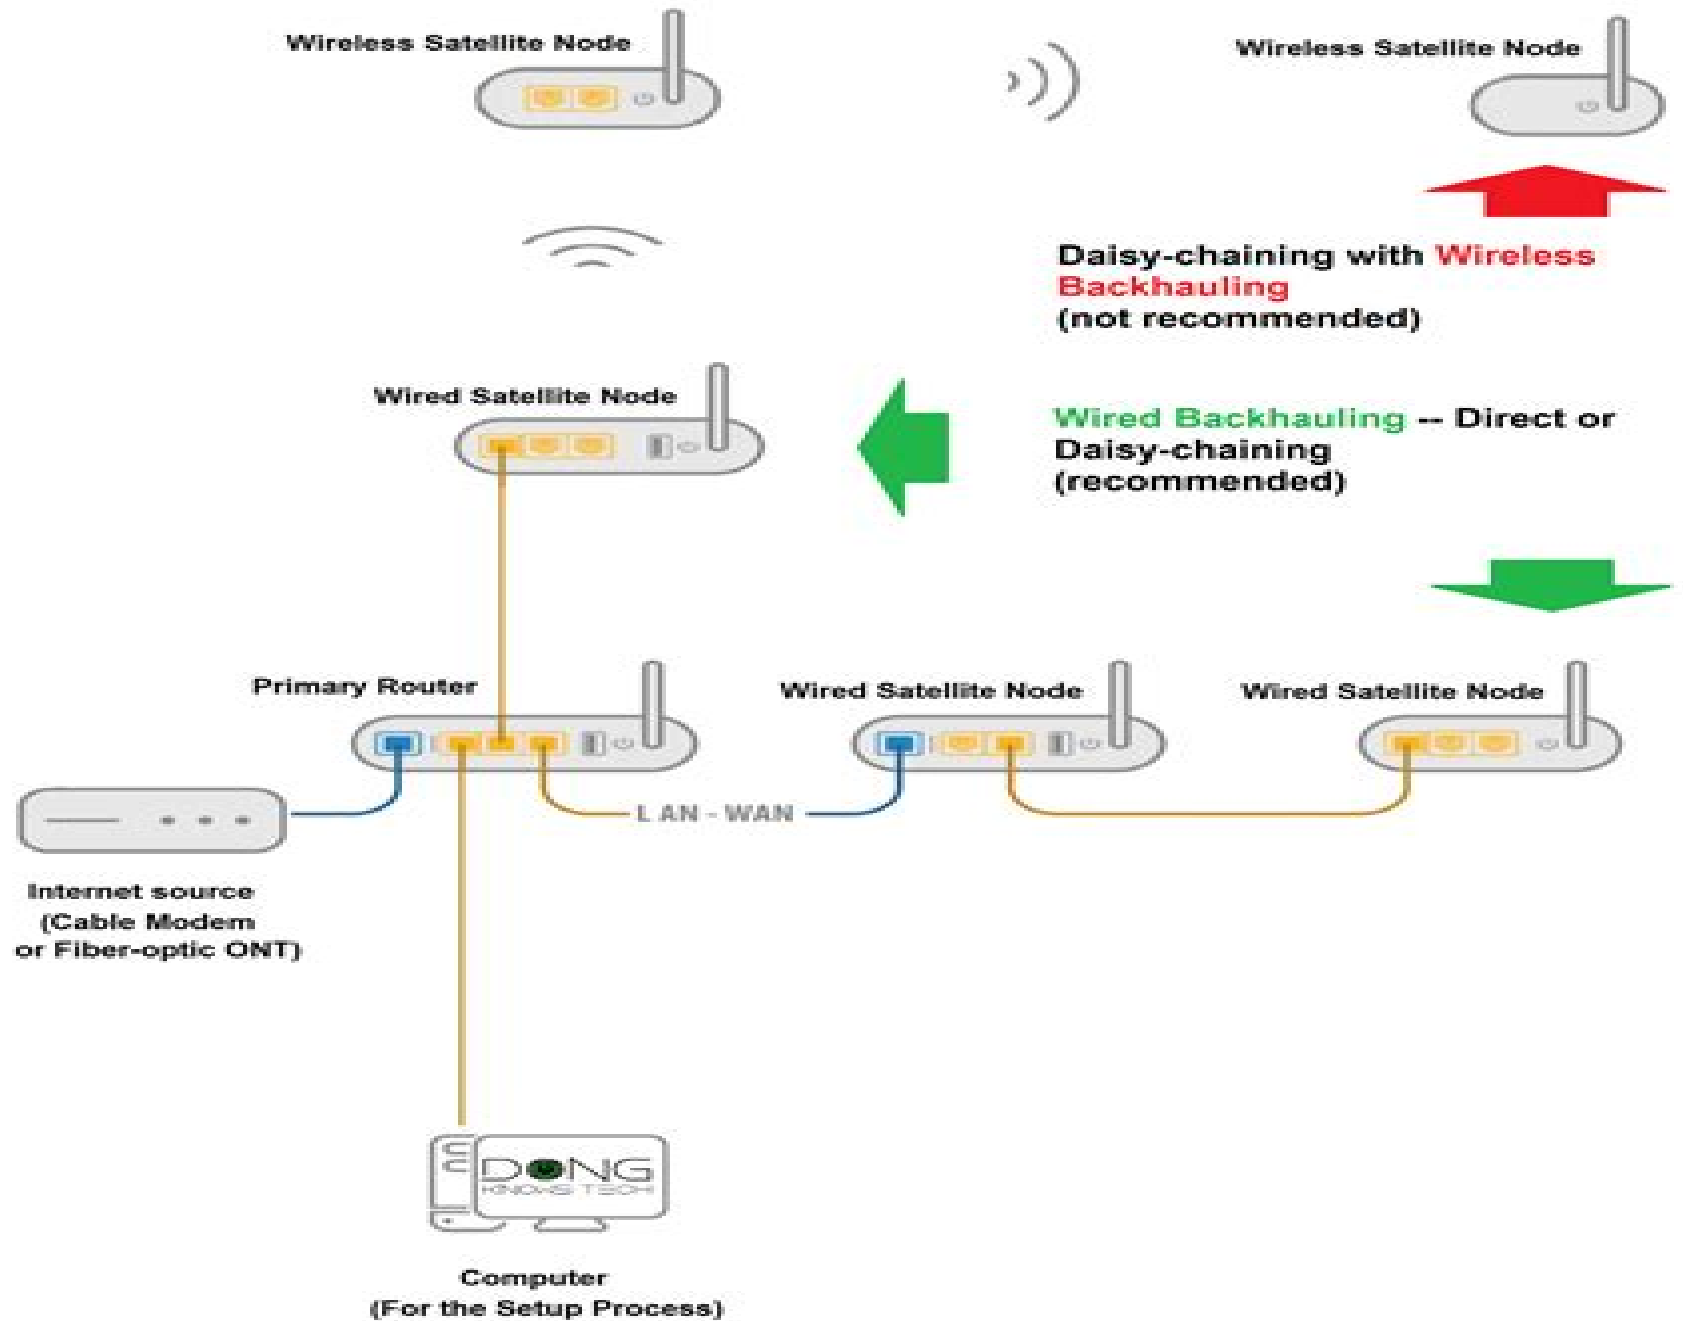 Wireless Satellite Node
Wireless Satellite Node
Daisy-chaining with Wireless
Backhauling
(not recommended)
Wired Satellite Node
Wired Backhauling -- Direct or
Daisy-chaining
(recommended)
Primary Router
Wired Satellite Node
Wired Satellite Node
LAN - WAN
Internet source
(Cable Modem
or Fiber-optic ONT)
DONG
KNOWS TECH
Computer
(For the Setup Process)